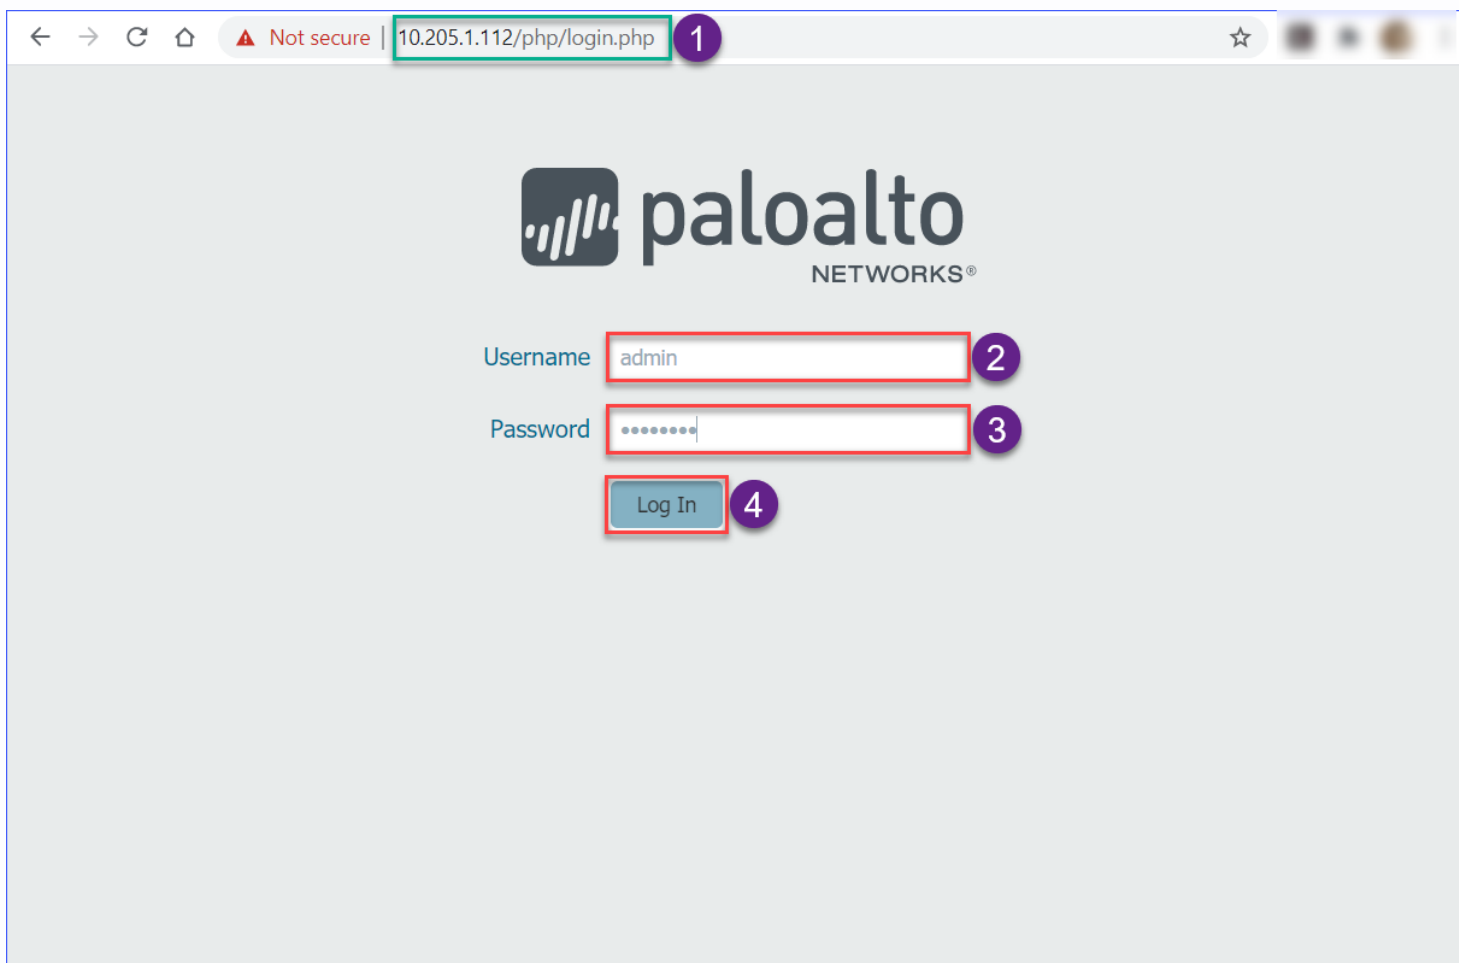 Not secure | 10.205.1.112/php/login.php 1
paloalto
NETWORKS®
Username admin 2
Password •••••••• 3
Log In 4